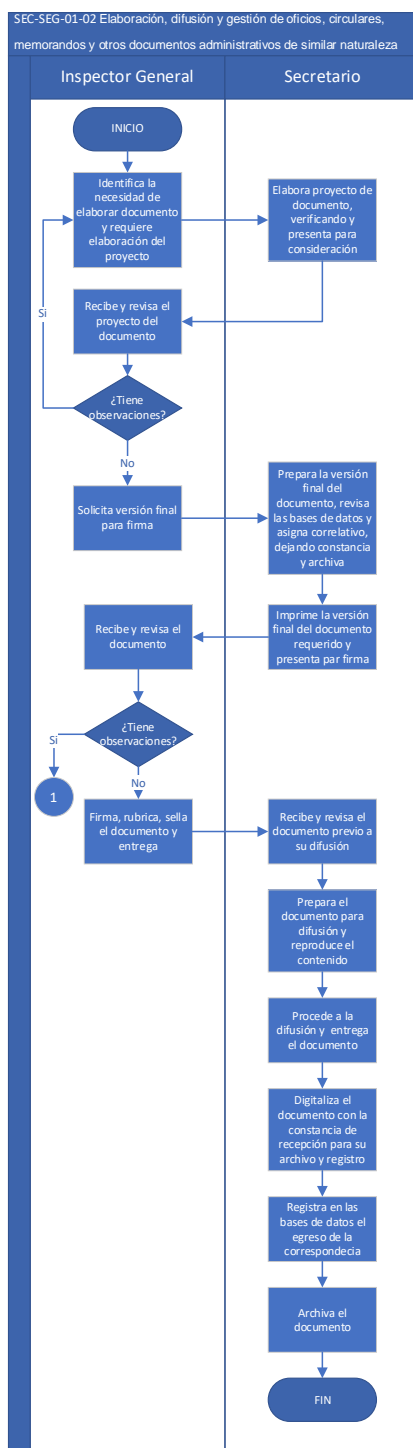 SEC-SEG-01-02 Elaboración, difusión y gestión de oficios, circulares,
memorandos y otros documentos administrativos de similar naturaleza
Inspector General
Secretario
INICIO
Identifica la
necesidad de
elaborar documento
y requiere
elaboración del
proyecto
Elabora proyecto de
documento,
verificando y
presenta para
consideración
Recibe y revisa el
proyecto del
documento
Si
¿Tiene
observaciones?
No
Solicita versión final
para firma
Prepara la versión
final del
documento, revisa
las bases de datos y
asigna correlativo,
dejando constancia
y archiva
Imprime la versión
final del documento
requerido y
presenta par firma
Recibe y revisa el
documento
¿Tiene
observaciones?
Si
1
No
Firma, rubrica, sella
el documento y
entrega
Recibe y revisa el
documento previo a
su difusión
Prepara el
documento para
difusión y
reproduce el
contenido
Procede a la
difusión y entrega
el documento
Digitaliza el
documento con la
constancia de
recepción para su
archivo y registro
Registra en las
bases de datos el
egreso de la
correspondecia
Archiva el
documento
FIN